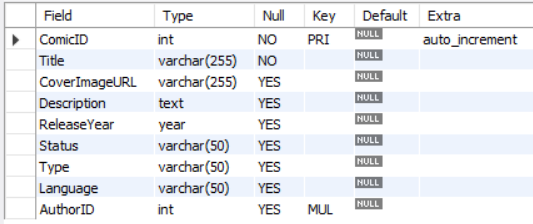 Field Type Null Key Default Extra
ComicID int NO PRI NULL auto_increment
Title varchar(255) NO NULL
CoverImageURL varchar(255) YES NULL
Description text YES NULL
ReleaseYear year YES NULL
Status varchar(50) YES NULL
Type varchar(50) YES NULL
Language varchar(50) YES NULL
AuthorID int YES MUL NULL